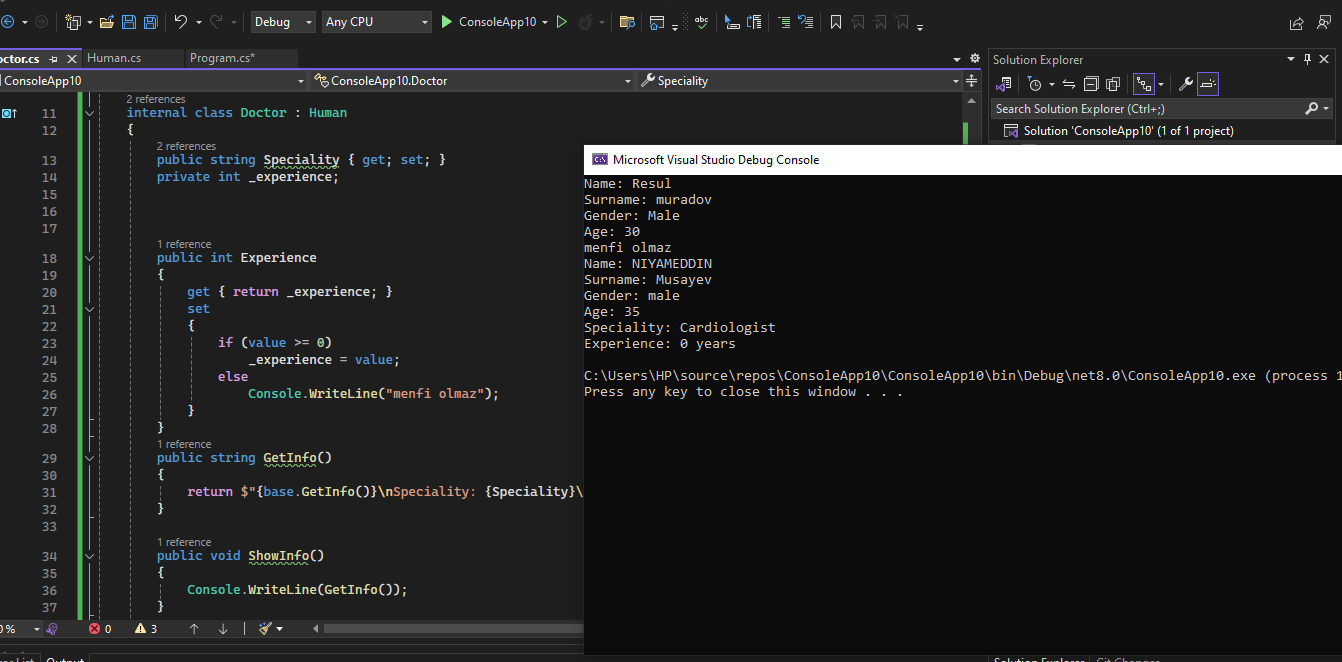 Debug
Any CPU
ConsoleApp10
abc
octor.cs
Human.cs
Program.cs*
ConsoleApp10
ConsoleApp10.Doctor
Speciality
2 references
11 internal class Doctor : Human
12 {
2 references
13 public string Speciality { get; set; }
14 private int _experience;
15
16
17
1 reference
18 public int Experience
19 {
20 get { return _experience; }
21 set
22 {
23 if (value >= 0)
24 _experience = value;
25 else
26 Console.WriteLine("menfi olmaz");
27 }
28 }
1 reference
29 public string GetInfo()
30 {
31 return $"{base.GetInfo()}\nSpeciality: {Speciality}\
32 }
33
1 reference
34 public void ShowInfo()
35 {
36 Console.WriteLine(GetInfo());
37 }
0 %
0
3
Output
Solution Explorer
Search Solution Explorer (Ctrl+;)
Solution 'ConsoleApp10' (1 of 1 project)
Microsoft Visual Studio Debug Console
Name: Resul
Surname: muradov
Gender: Male
Age: 30
menfi olmaz
Name: NIYAMEDDIN
Surname: Musayev
Gender: male
Age: 35
Speciality: Cardiologist
Experience: 0 years
C:\Users\HP\source\repos\ConsoleApp10\ConsoleApp10\bin\Debug\net8.0\ConsoleApp10.exe (process 1
Press any key to close this window . . .
Solution Explorer
Git Changes